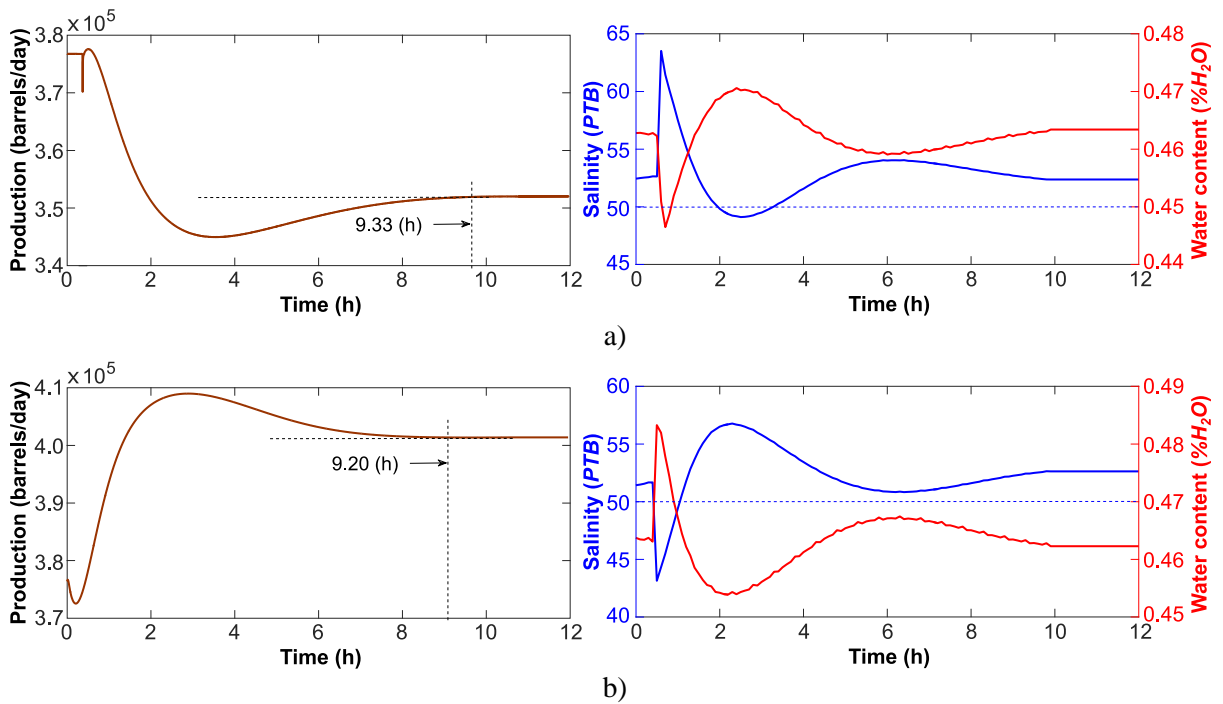 × 10⁵
Production (barrels/day)
3.8
3.7
3.6
3.5
3.4
9.33 (h)
0 2 4 6 8 10 12
Time (h)
Salinity (PTB)
65
60
55
50
45
0.48
0.47
0.46
0.45
0.44
Water content (%H₂O)
0 2 4 6 8 10 12
Time (h)
a)
× 10⁵
Production (barrels/day)
4.1
4.0
3.9
3.8
3.7
9.20 (h)
0 2 4 6 8 10 12
Time (h)
Salinity (PTB)
60
55
50
45
40
0.49
0.48
0.47
0.46
0.45
Water content (%H₂O)
0 2 4 6 8 10 12
Time (h)
b)